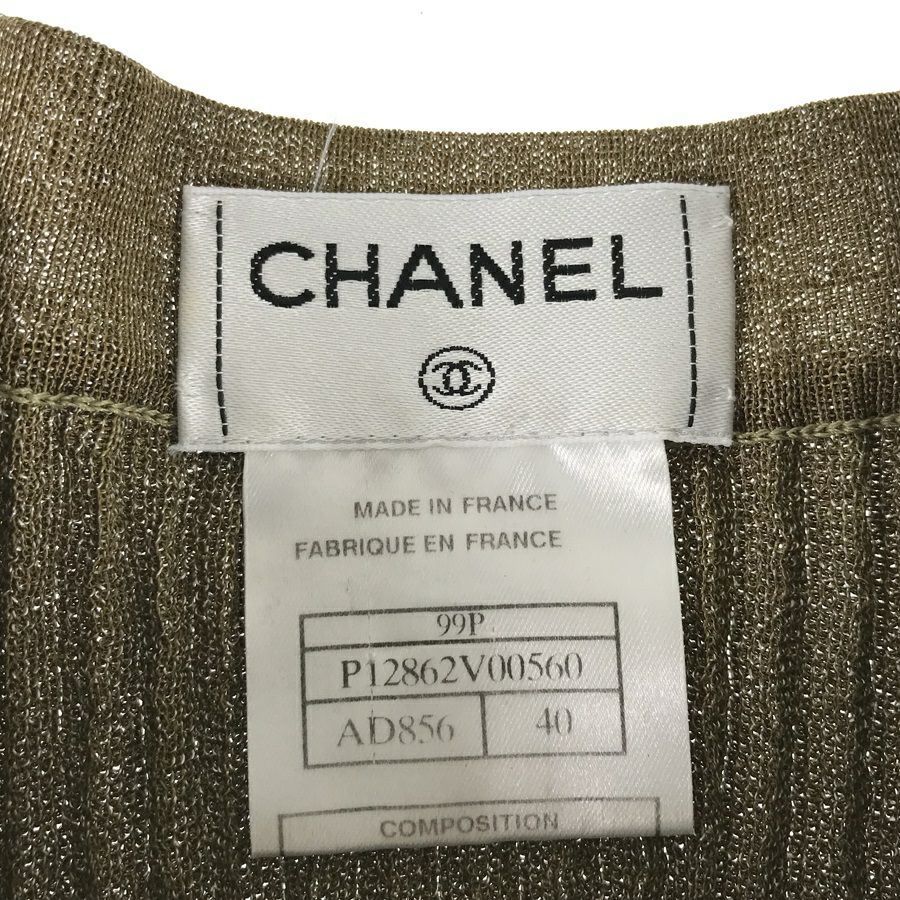 CHANEL
MADE IN FRANCE
FABRIQUE EN FRANCE
99P
P12862V00560
AD856 40
COMPOSITION